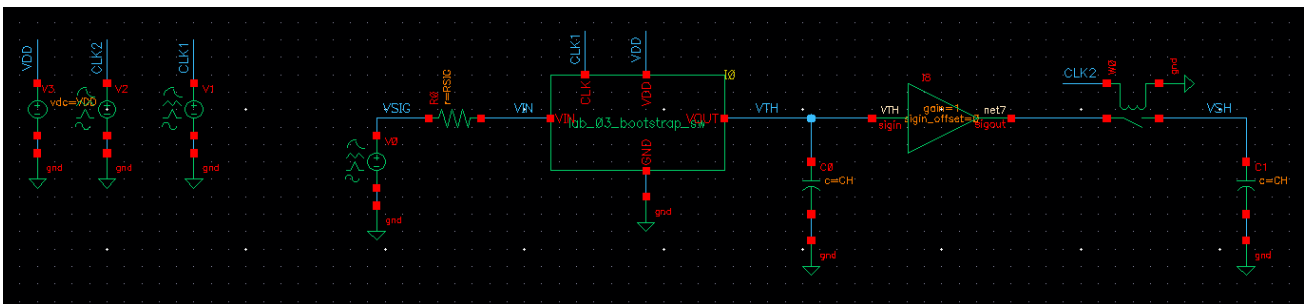 VDD
V3
vdc=VDD
gnd
CLK2
V2
gnd
CLK1
V1
gnd
VSIG
V0
gnd
R0
r=RSIG
VIN
CLK1
VDD
I0
CLK
VDD
VIN
VOUT
lab_03_bootstrap_sw
GND
gnd
VTH
C0
c=CH
gnd
I8
VTH
gain=1
sigin_offset=0
sigin
sigout
net7
CLK2
W0
gnd
VSH
C1
c=CH
gnd